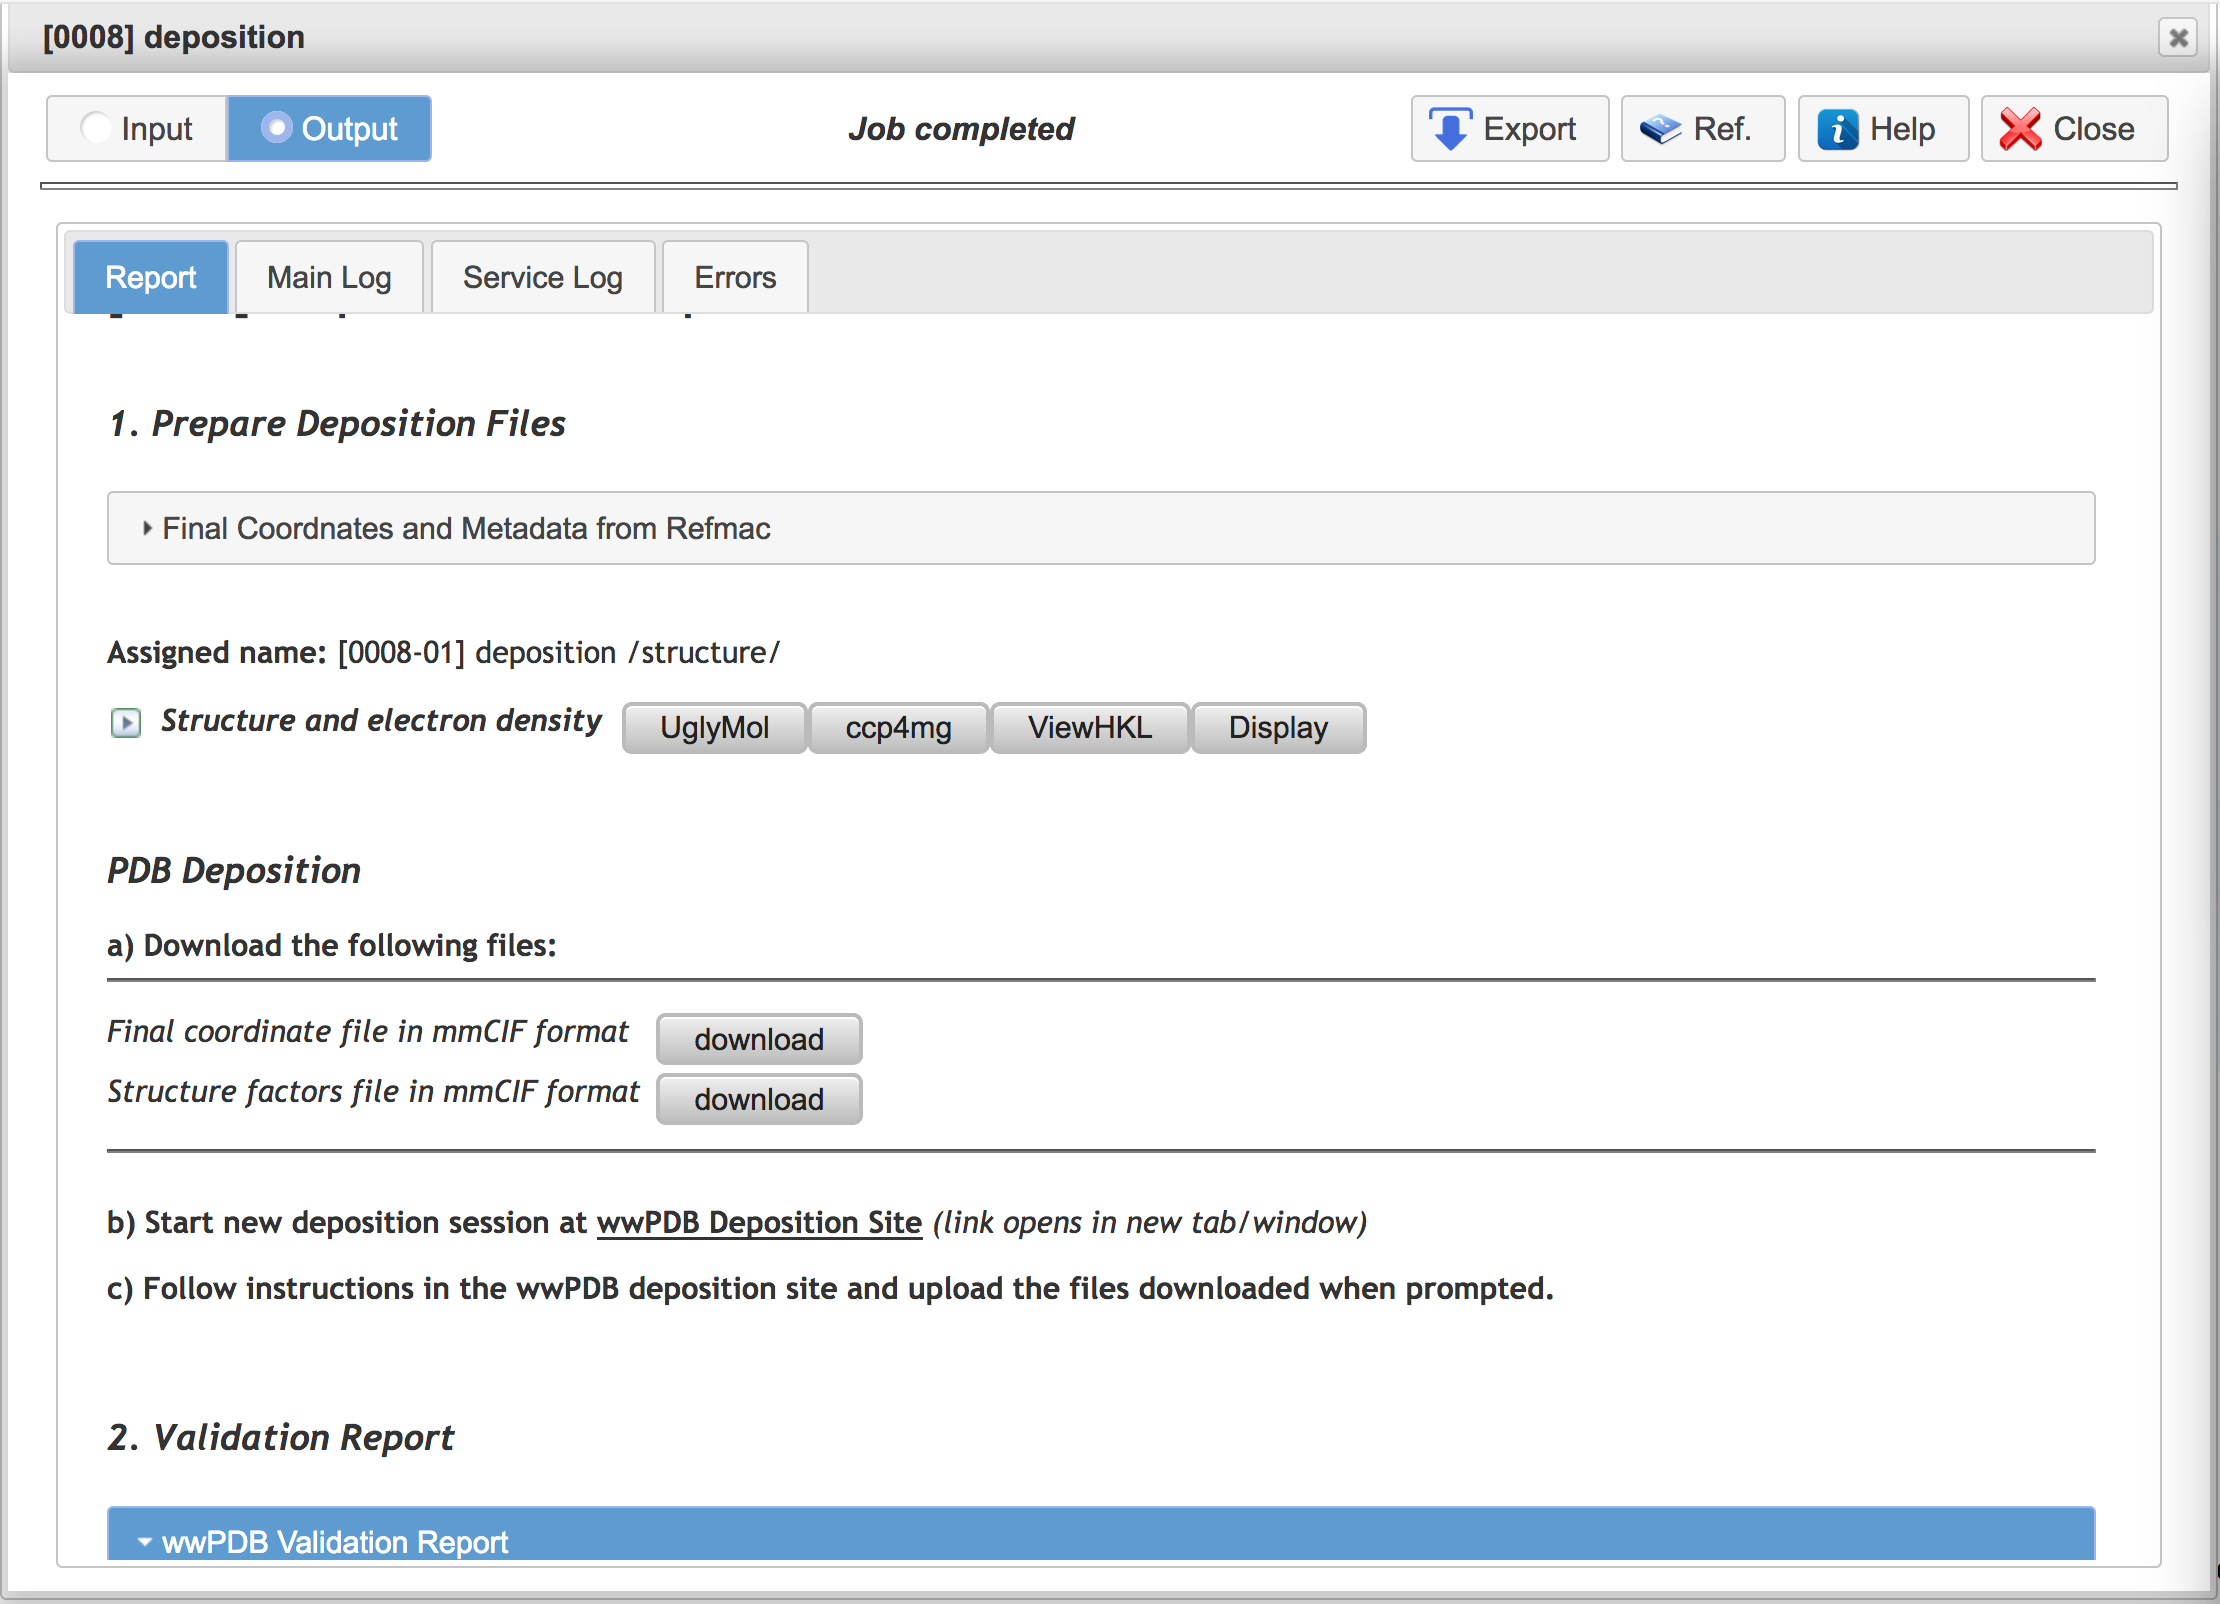 [0008] deposition
Input Output Job completed Export Ref. Help Close
Report Main Log Service Log Errors
1. Prepare Deposition Files
Final Coordnates and Metadata from Refmac
Assigned name: [0008-01] deposition /structure/
Structure and electron density UglyMol ccp4mg ViewHKL Display
PDB Deposition
a) Download the following files:
Final coordinate file in mmCIF format download
Structure factors file in mmCIF format download
b) Start new deposition session at wwPDB Deposition Site (link opens in new tab/window)
c) Follow instructions in the wwPDB deposition site and upload the files downloaded when prompted.
2. Validation Report
wwPDB Validation Report